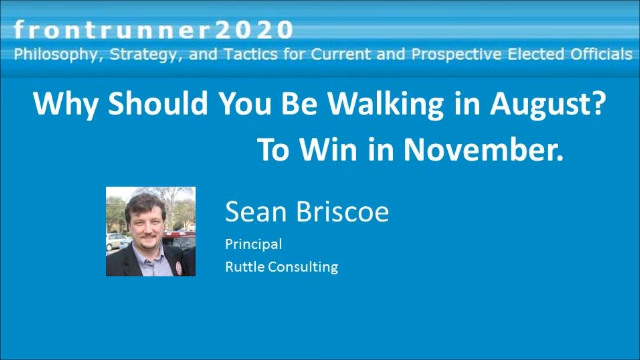 frontrunner2020
Philosophy, Strategy, and Tactics for Current and Prospective Elected Officials
Why Should You Be Walking in August?
To Win in November.
Sean Briscoe
Principal
Ruttle Consulting